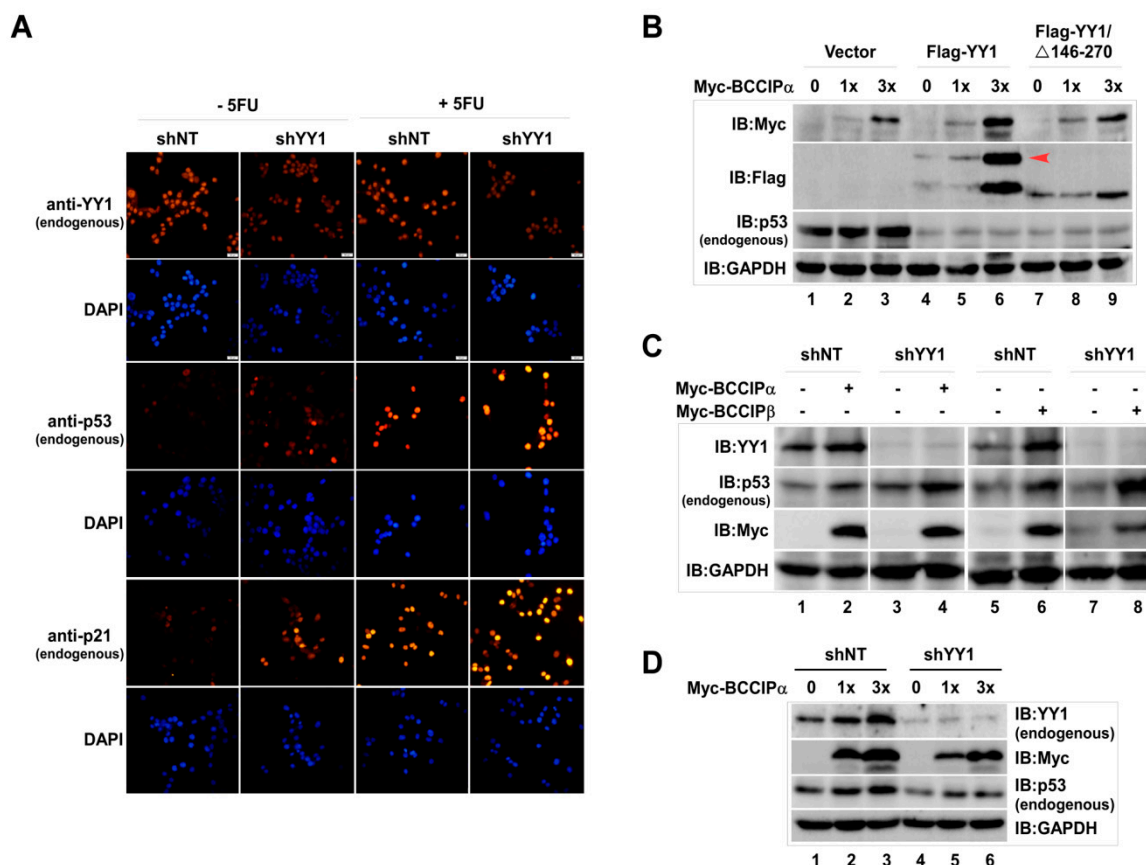 A
- 5FU + 5FU
shNT shYY1 shNT shYY1
anti-YY1
(endogenous)
DAPI
anti-p53
(endogenous)
DAPI
anti-p21
(endogenous)
DAPI
B
Vector Flag-YY1 Flag-YY1/
△146-270
Myc-BCCIPα 0 1x 3x 0 1x 3x 0 1x 3x
IB:Myc
IB:Flag
IB:p53
(endogenous)
IB:GAPDH
1 2 3 4 5 6 7 8 9
C
shNT shYY1 shNT shYY1
Myc-BCCIPα - + - + - - - -
Myc-BCCIPβ - - - - - + - +
IB:YY1
IB:p53
(endogenous)
IB:Myc
IB:GAPDH
1 2 3 4 5 6 7 8
D
shNT shYY1
Myc-BCCIPα 0 1x 3x 0 1x 3x
IB:YY1
(endogenous)
IB:Myc
IB:p53
(endogenous)
IB:GAPDH
1 2 3 4 5 6